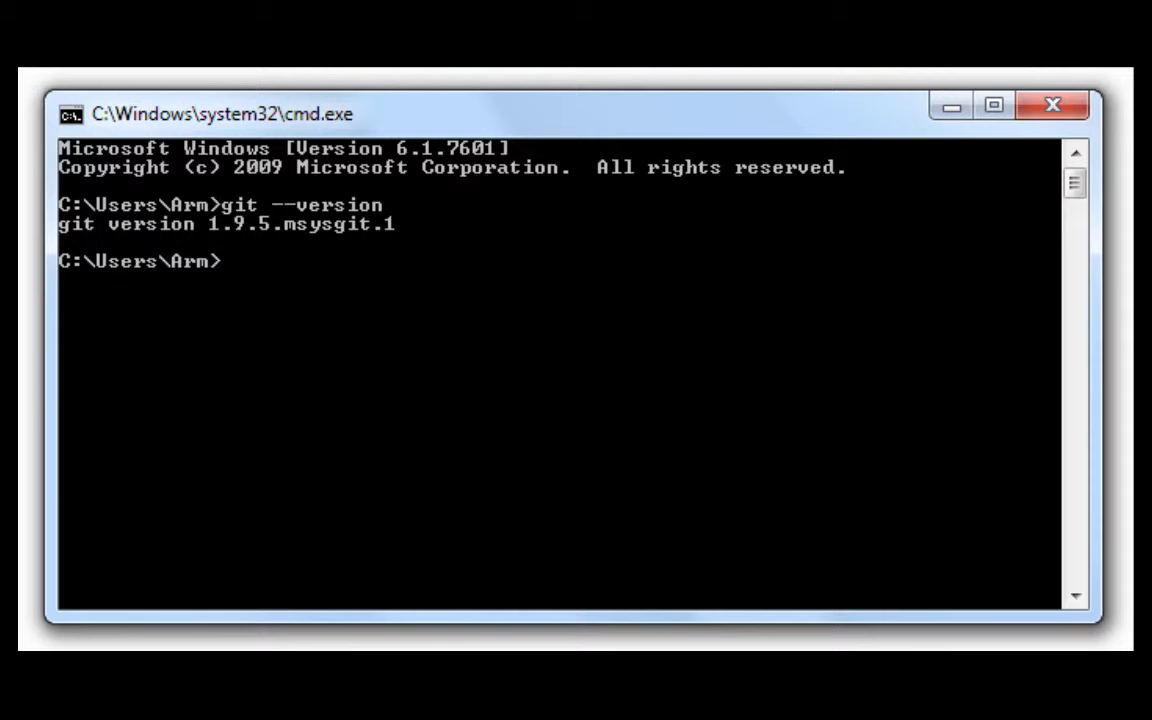 C:\Windows\system32\cmd.exe
Microsoft Windows [Version 6.1.7601]
Copyright (c) 2009 Microsoft Corporation.  All rights reserved.
C:\Users\Arm>git --version
git version 1.9.5.msysgit.1
C:\Users\Arm>